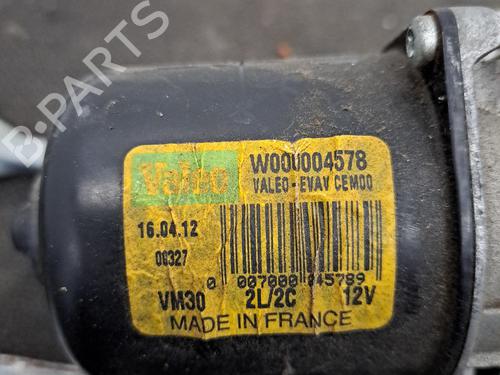 B-PARTS
Valeo
W000004578
VALEO-EVAV CEM00
16.04.12
00327
0 007000 045789
VM30 2L/2C 12V
MADE IN FRANCE